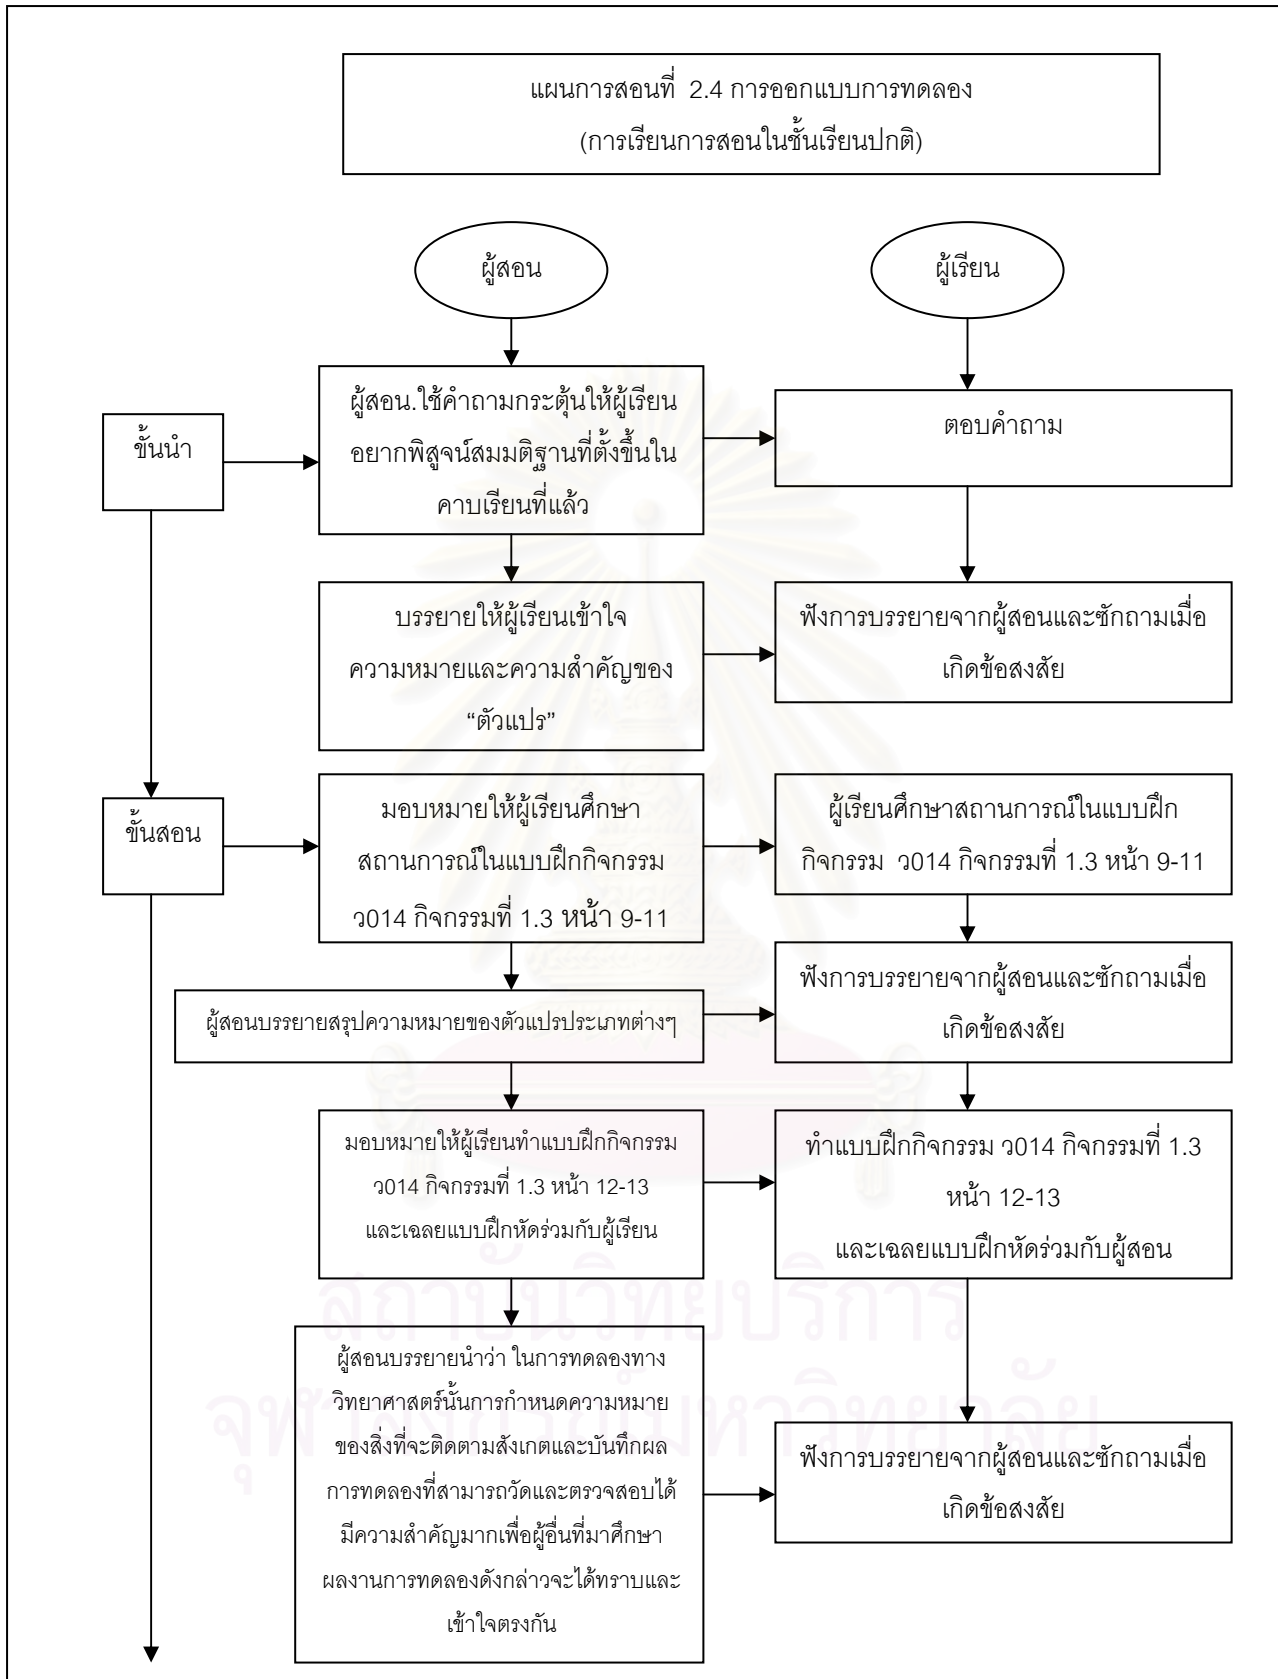 แผนการสอนที่ 2.4 การออกแบบการทดลอง
(การเรียนการสอนในชั้นเรียนปกติ)
ผู้สอน
ผู้เรียน
ขั้นนำ
ผู้สอน.ใช้คำถามกระตุ้นให้ผู้เรียน
อยากพิสูจน์สมมติฐานที่ตั้งขึ้นใน
คาบเรียนที่แล้ว
ตอบคำถาม
บรรยายให้ผู้เรียนเข้าใจ
ความหมายและความสำคัญของ
“ตัวแปร”
ฟังการบรรยายจากผู้สอนและซักถามเมื่อ
เกิดข้อสงสัย
ขั้นสอน
มอบหมายให้ผู้เรียนศึกษา
สถานการณ์ในแบบฝึกกิจกรรม
ว014 กิจกรรมที่ 1.3 หน้า 9-11
ผู้เรียนศึกษาสถานการณ์ในแบบฝึก
กิจกรรม ว014 กิจกรรมที่ 1.3 หน้า 9-11
ผู้สอนบรรยายสรุปความหมายของตัวแปรประเภทต่างๆ
ฟังการบรรยายจากผู้สอนและซักถามเมื่อ
เกิดข้อสงสัย
มอบหมายให้ผู้เรียนทำแบบฝึกกิจกรรม
ว014 กิจกรรมที่ 1.3 หน้า 12-13
และเฉลยแบบฝึกหัดร่วมกับผู้เรียน
ทำแบบฝึกกิจกรรม ว014 กิจกรรมที่ 1.3
หน้า 12-13
และเฉลยแบบฝึกหัดร่วมกับผู้สอน
ผู้สอนบรรยายนำว่า ในการทดลองทาง
วิทยาศาสตร์นั้นการกำหนดความหมาย
ของสิ่งที่จะติดตามสังเกตและบันทึกผล
การทดลองที่สามารถวัดและตรวจสอบได้
มีความสำคัญมากเพื่อผู้อื่นที่มาศึกษา
ผลงานการทดลองดังกล่าวจะได้ทราบและ
เข้าใจตรงกัน
ฟังการบรรยายจากผู้สอนและซักถามเมื่อ
เกิดข้อสงสัย
สถาบันวิทยบริการ
จุฬาลงกรณ์มหาวิทยาลัย